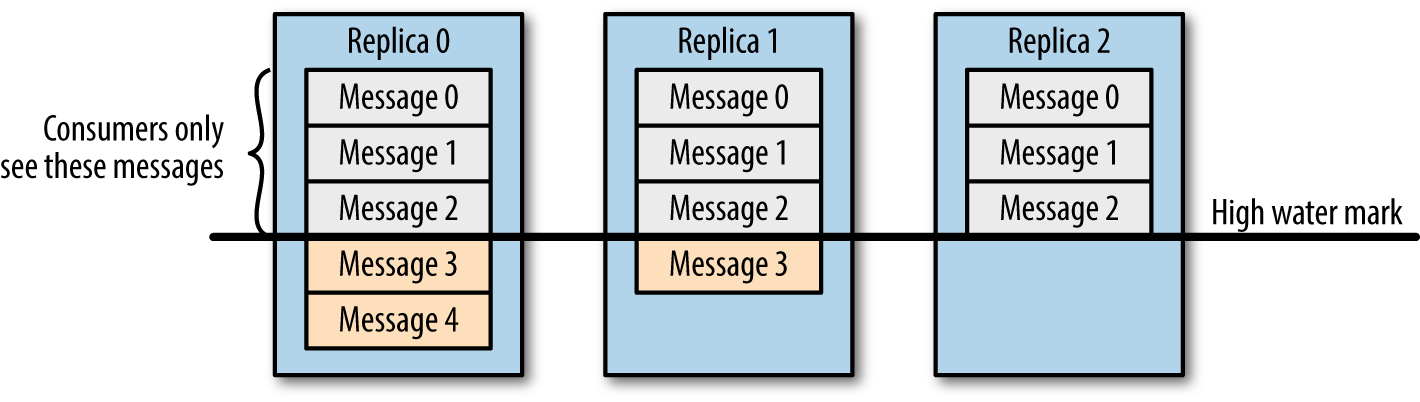 Replica 0
Message 0
Message 1
Message 2
Message 3
Message 4
Replica 1
Message 0
Message 1
Message 2
Message 3
Replica 2
Message 0
Message 1
Message 2
Consumers only
see these messages
High water mark